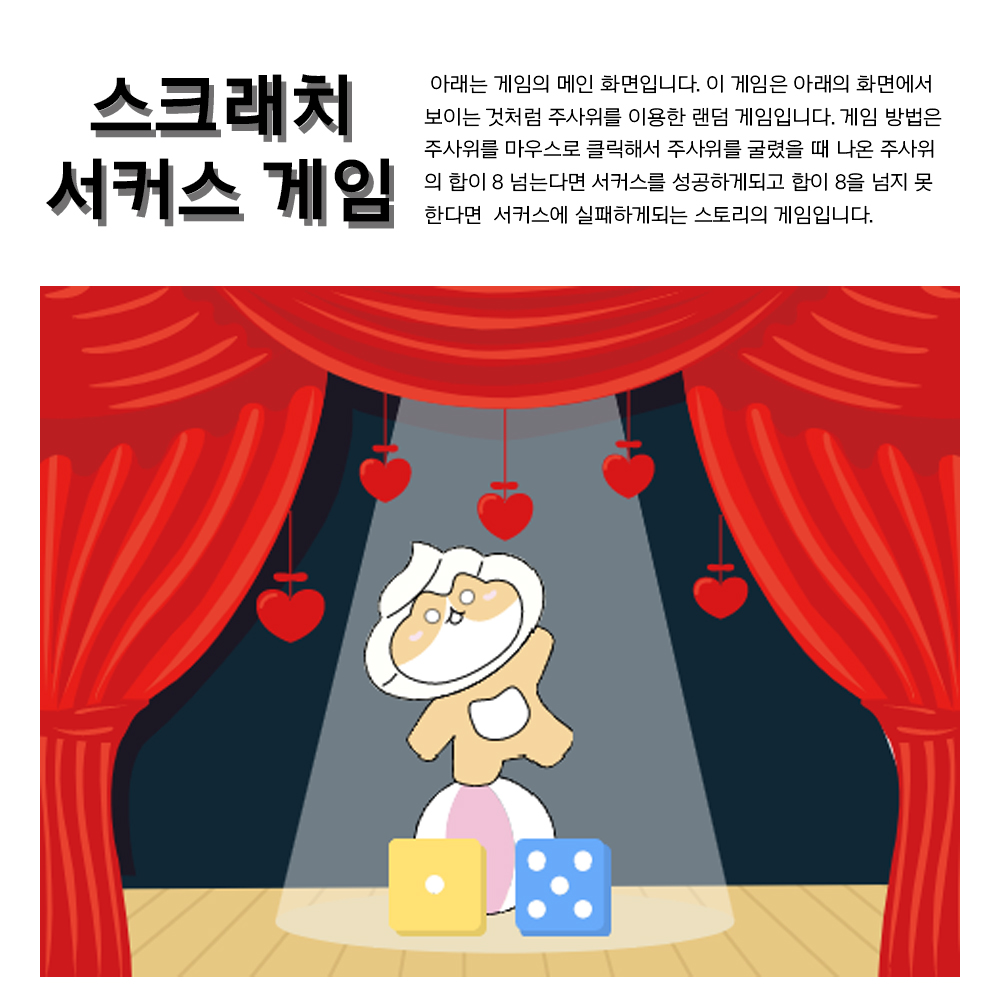 스크래치
서커스 게임
아래는 게임의 메인 화면입니다. 이 게임은 아래의 화면에서
보이는 것처럼 주사위를 이용한 랜덤 게임입니다. 게임 방법은
주사위를 마우스로 클릭해서 주사위를 굴렸을 때 나온 주사위
의 합이 8 넘는다면 서커스를 성공하게되고 합이 8을 넘지 못
한다면 서커스에 실패하게되는 스토리의 게임입니다.